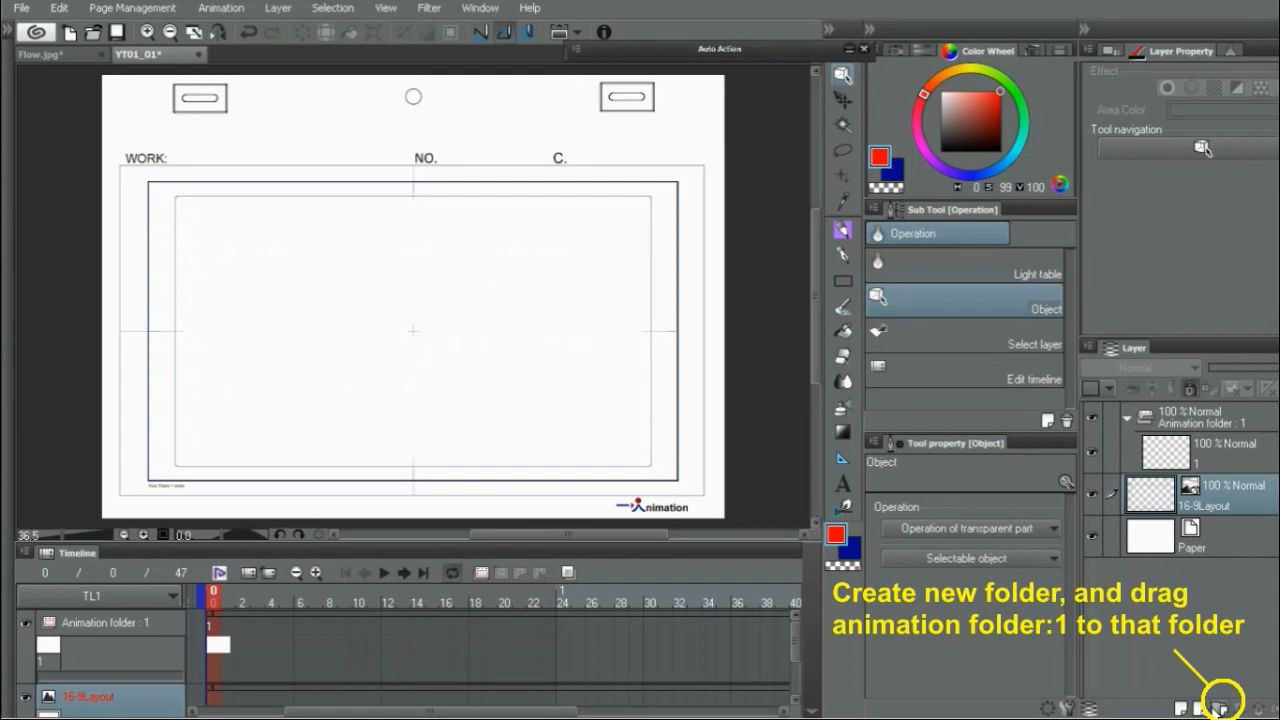 File Edit Page Management Animation Layer Selection View Filter Window Help
Flow.jpg* YT01_01*
Auto Action
Color Wheel
Layer Property
WORK: NO. C.
nimation
36.5 0.0
H 0 S 99 V 100
Sub Tool [Operation]
Operation
Light table
Object
Select layer
Edit timeline
Tool property [Object]
Object
Operation
Operation of transparent part
Selectable object
Effect
Area Color
Tool navigation
Layer
Normal
100 % Normal
Animation folder : 1
100 % Normal
1
100 % Normal
16-9Layout
Paper
Timeline
0 / 0 / 47
TL1
0 1
0 2 4 6 8 10 12 14 16 18 20 22 24 26 28 30 32 34 36 38 40
Animation folder : 1
1
1
16-9Layout
Create new folder, and drag
animation folder:1 to that folder